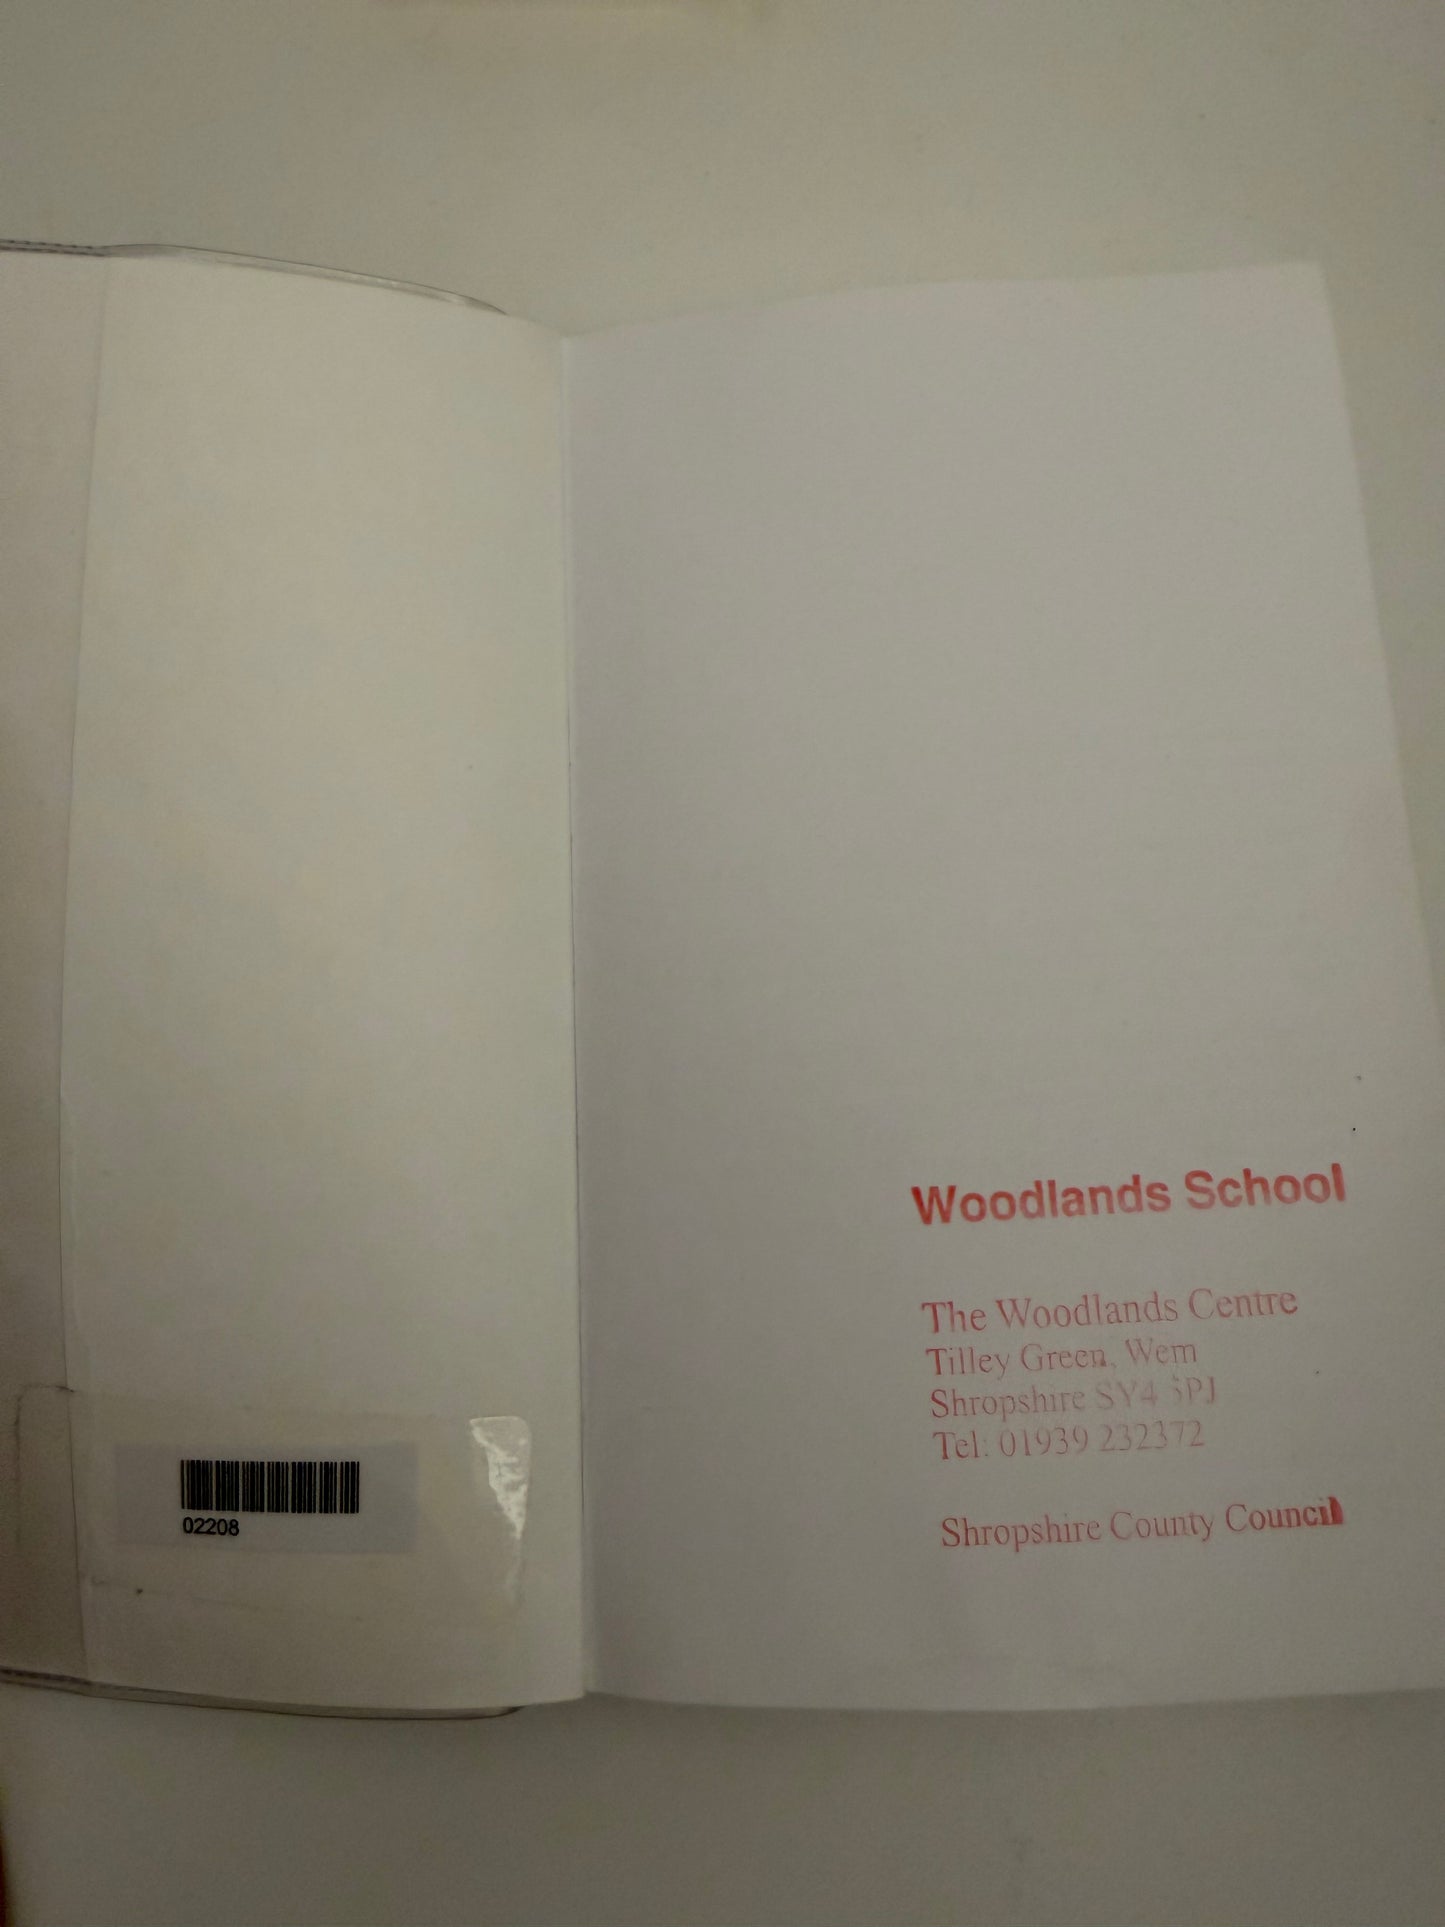 02208
Woodlands School
The Woodlands Centre
Tilley Green, Wem
Shropshire SY4 5PJ
Tel: 01939 232372
Shropshire County Council